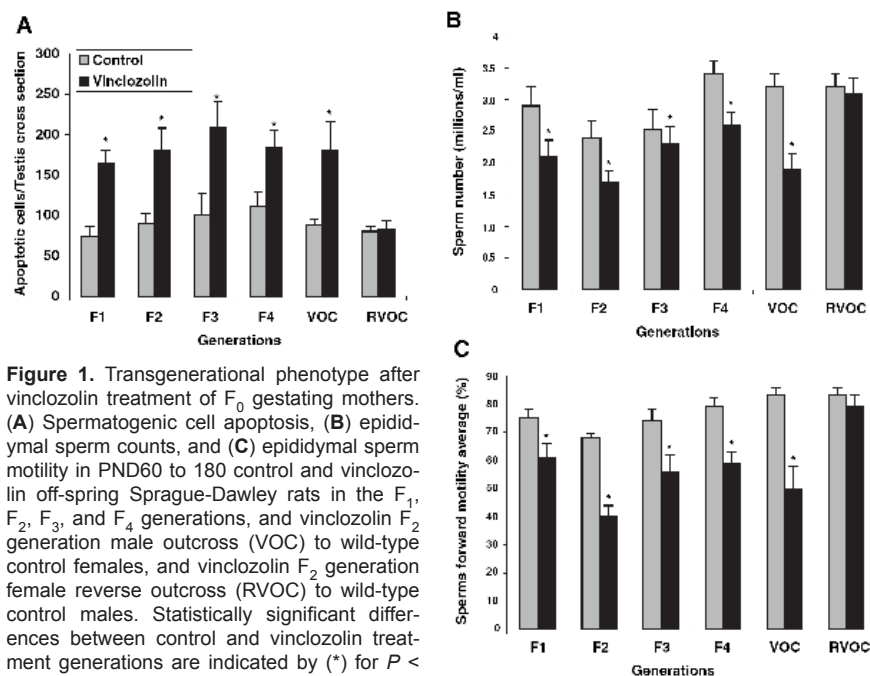 A
Control
Vinclozolin
Apoptotic cells/Testis cross section
300
250
200
150
100
50
0
*
*
*
*
*
F1 F2 F3 F4 VOC RVOC
Generations
B
Sperm number (millions/ml)
4
3.5
3.0
2.5
2.0
1.5
1.0
0.5
0
*
*
*
*
*
F1 F2 F3 F4 VOC RVOC
Generations
C
Sperms forward motility average (%)
90
80
70
60
50
40
30
20
10
0
*
*
*
*
*
F1 F2 F3 F4 VOC RVOC
Generations
Figure 1. Transgenerational phenotype after
vinclozolin treatment of F0 gestating mothers.
(A) Spermatogenic cell apoptosis, (B) epidid-
ymal sperm counts, and (C) epididymal sperm
motility in PND60 to 180 control and vinclozo-
lin off-spring Sprague-Dawley rats in the F1,
F2, F3, and F4 generations, and vinclozolin F2
generation male outcross (VOC) to wild-type
control females, and vinclozolin F2 generation
female reverse outcross (RVOC) to wild-type
control males. Statistically significant differ-
ences between control and vinclozolin treat-
ment generations are indicated by (*) for P <